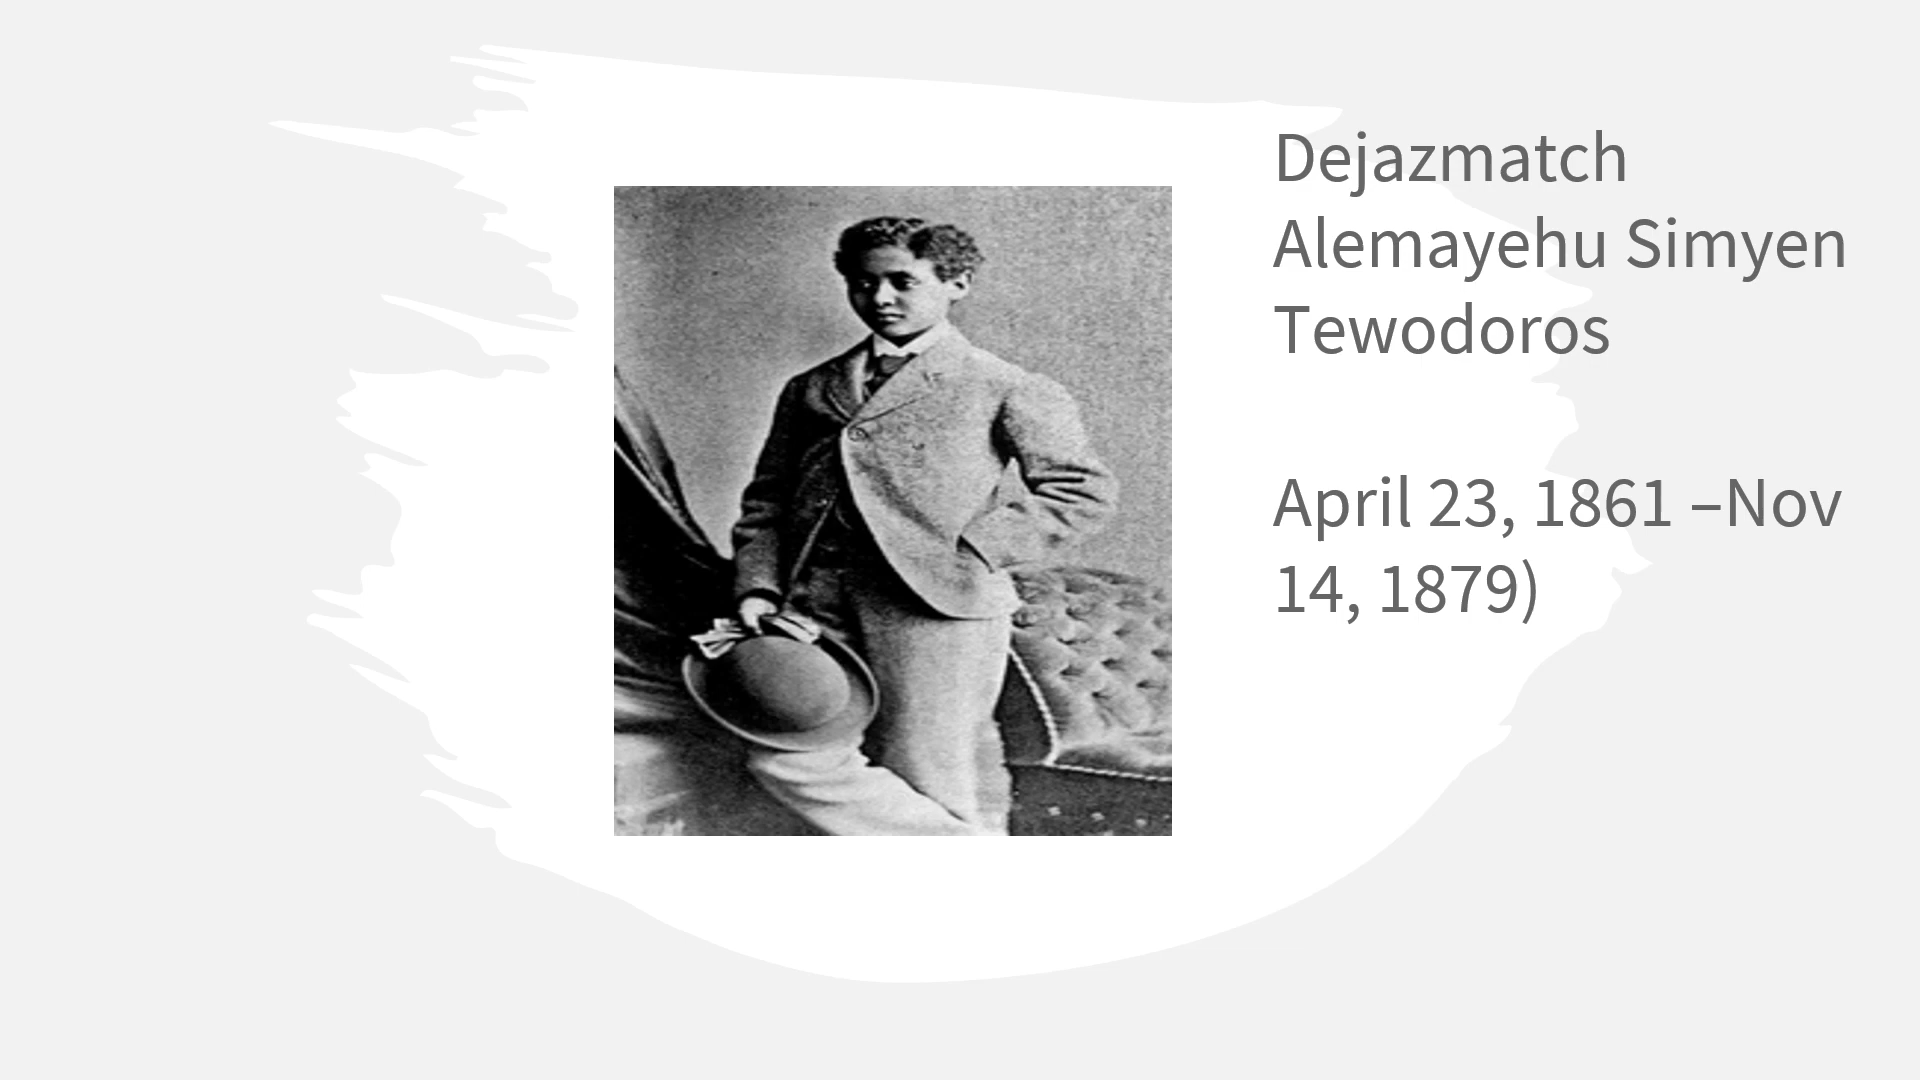 Dejazmatch
Alemayehu Simyen
Tewodoros
April 23, 1861 –Nov
14, 1879)